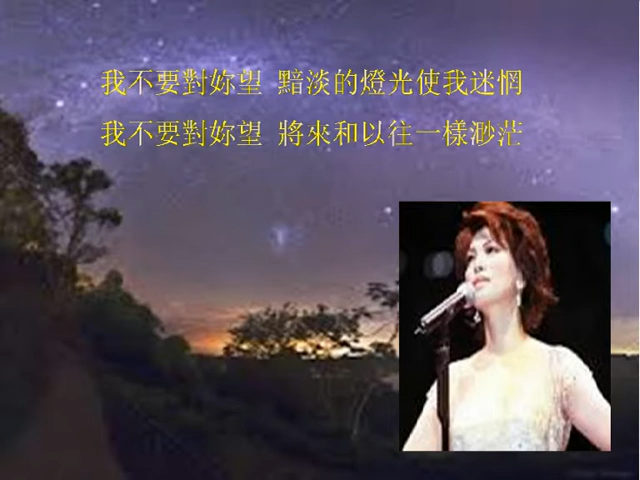 我不要對妳望 黯淡的燈光使我迷惘
我不要對妳望 將來和以往一樣渺茫